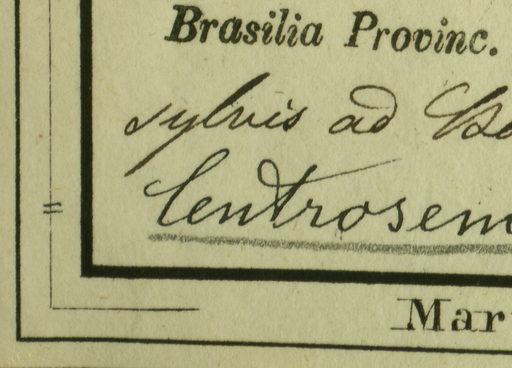 Brasilia Provinc.
sylvis ad
Centrosem
Mar